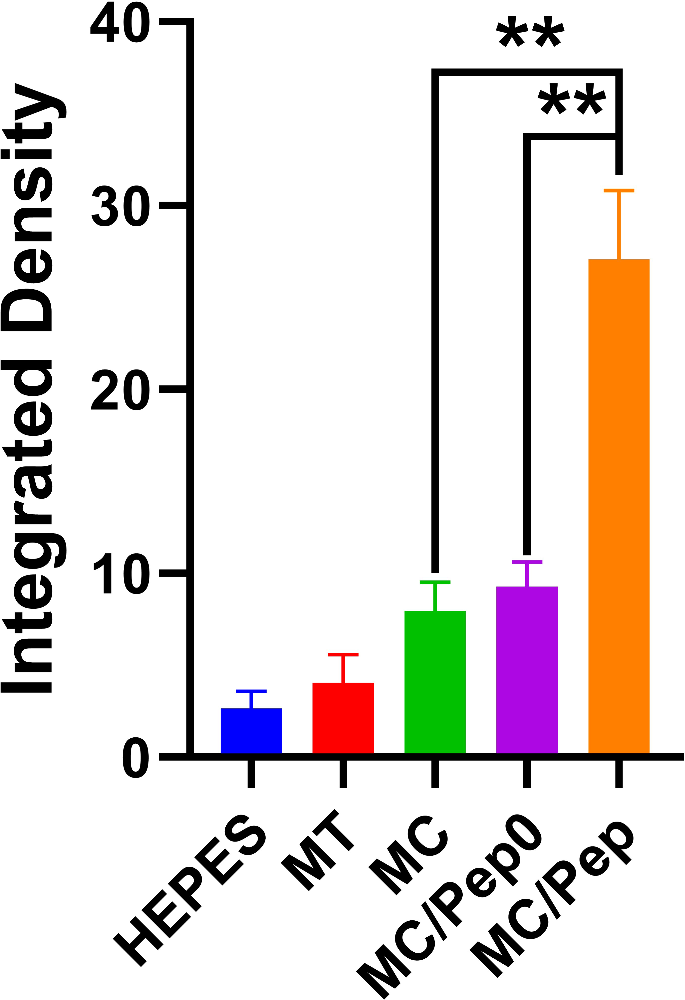 Integrated Density
40
30
20
10
0
**
**
HEPES
MT
MC
MC/Pep0
MC/Pep